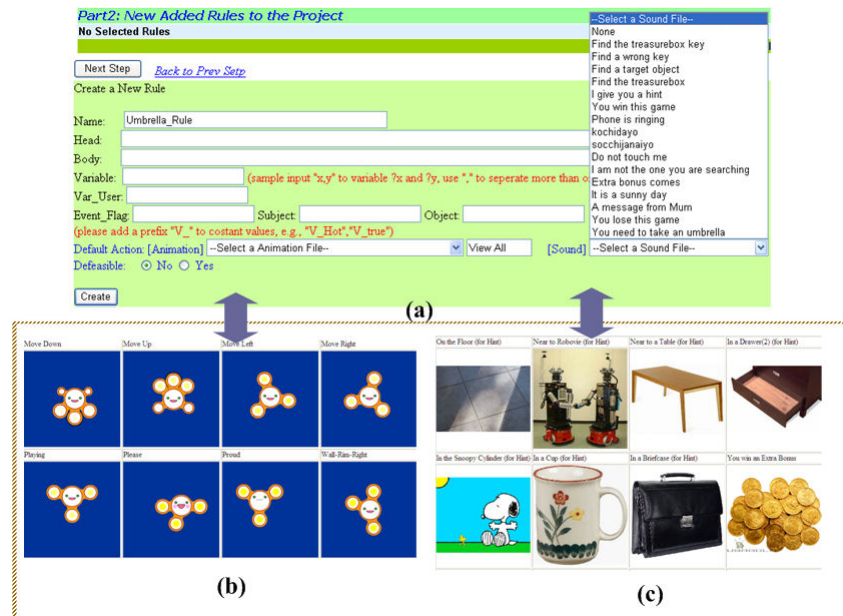 Part2: New Added Rules to the Project
No Selected Rules
Next Step
Back to Prev Setp
Create a New Rule
Name: Umbrella_Rule
Head:
Body:
Variable: (sample input "x,y" to variable ?x and ?y, use "," to seperate more than o
Var_User:
Event_Flag: Subject: Object:
(please add a prefix "V_" to costant values, e.g., "V_Hot","V_true")
Default Action: [Animation] --Select a Animation File-- View All [Sound] --Select a Sound File--
Defeasible: No Yes
Create
--Select a Sound File--
None
Find the treasurebox key
Find a wrong key
Find a target object
Find the treasurebox
I give you a hint
You win this game
Phone is ringing
kochidayo
socchijanaiyo
Do not touch me
I am not the one you are searching
Extra bonus comes
It is a sunny day
A message from Mum
You lose this game
You need to take an umbrella
(a)
Move Down Move Up Move Left Move Right
Playing Please Proud Wall-Rim-Right
(b)
On the Floor (for Hint) Near to Robovie (for Hint) Near to a Table (for Hint) In a Drawer(2) (for Hint)
In the Snoopy Cylinder (for Hint) In a Cup (for Hint) In a Briefcase (for Hint) You win an Extra Bonus
(c)